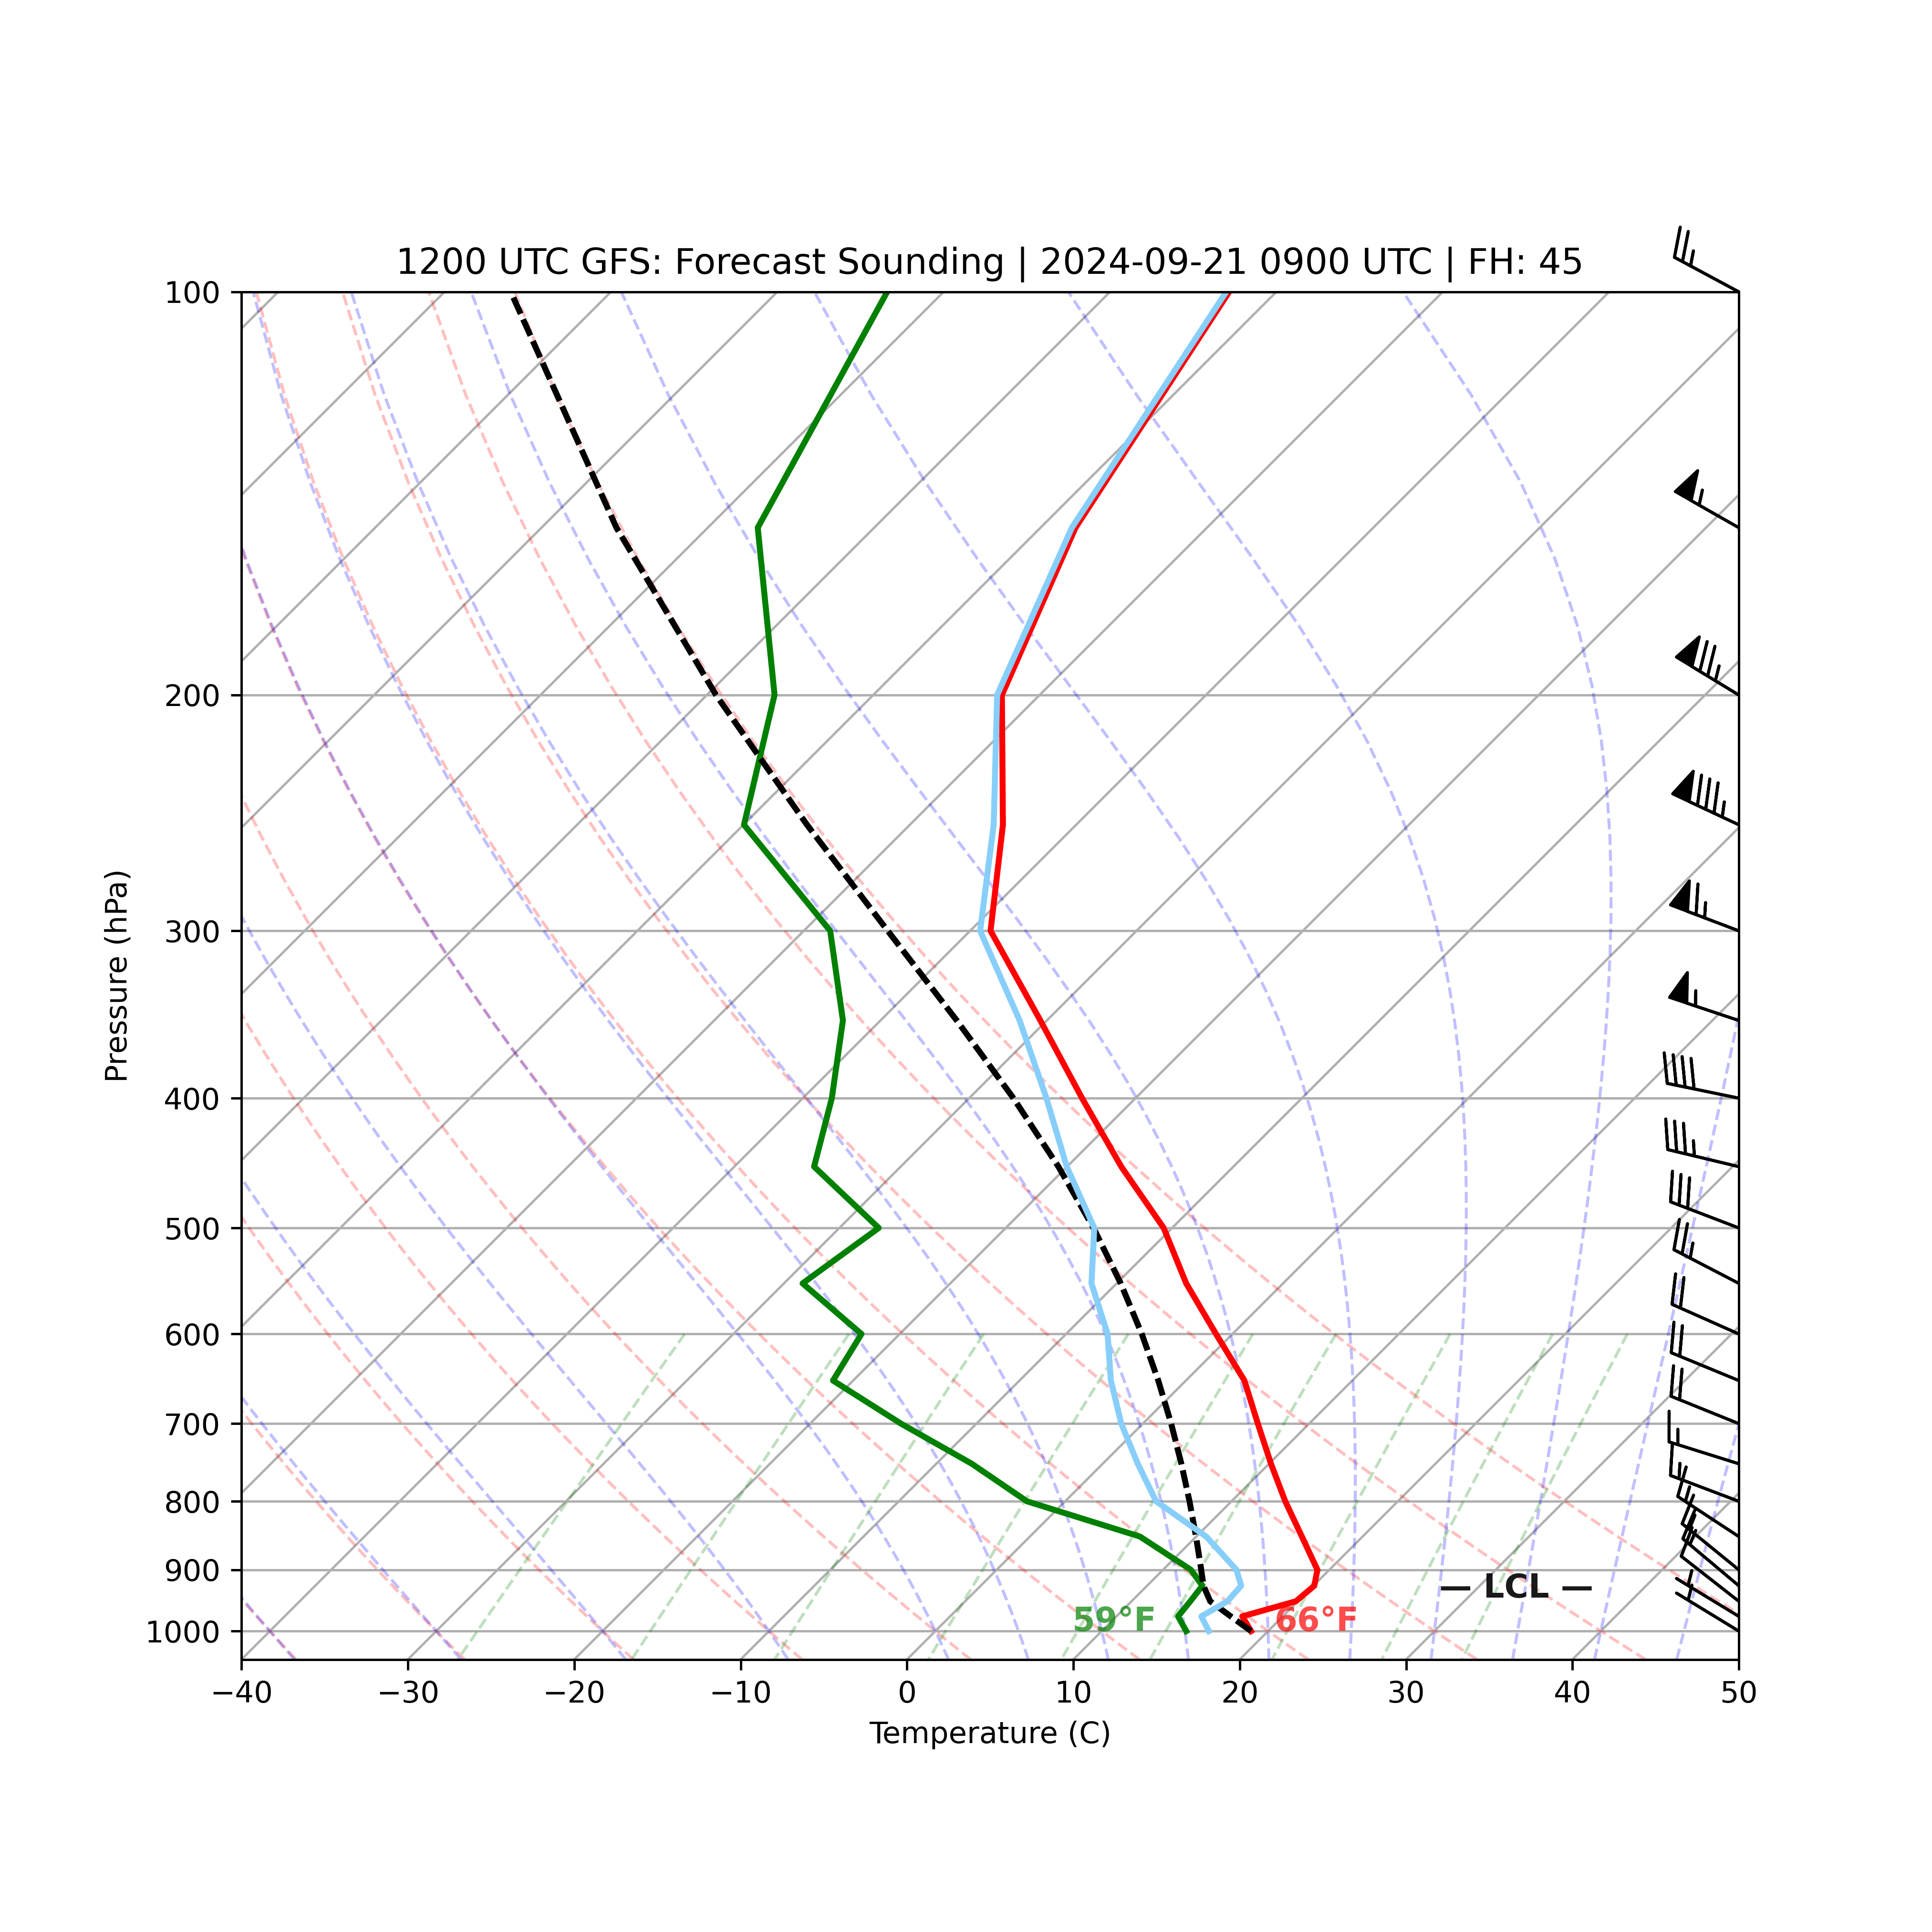 1200 UTC GFS: Forecast Sounding | 2024-09-21 0900 UTC | FH: 45
100
200
300
400
500
600
700
800
900
1000
Pressure (hPa)
— LCL —
59°F
66°F
−40 −30 −20 −10 0 10 20 30 40 50
Temperature (C)